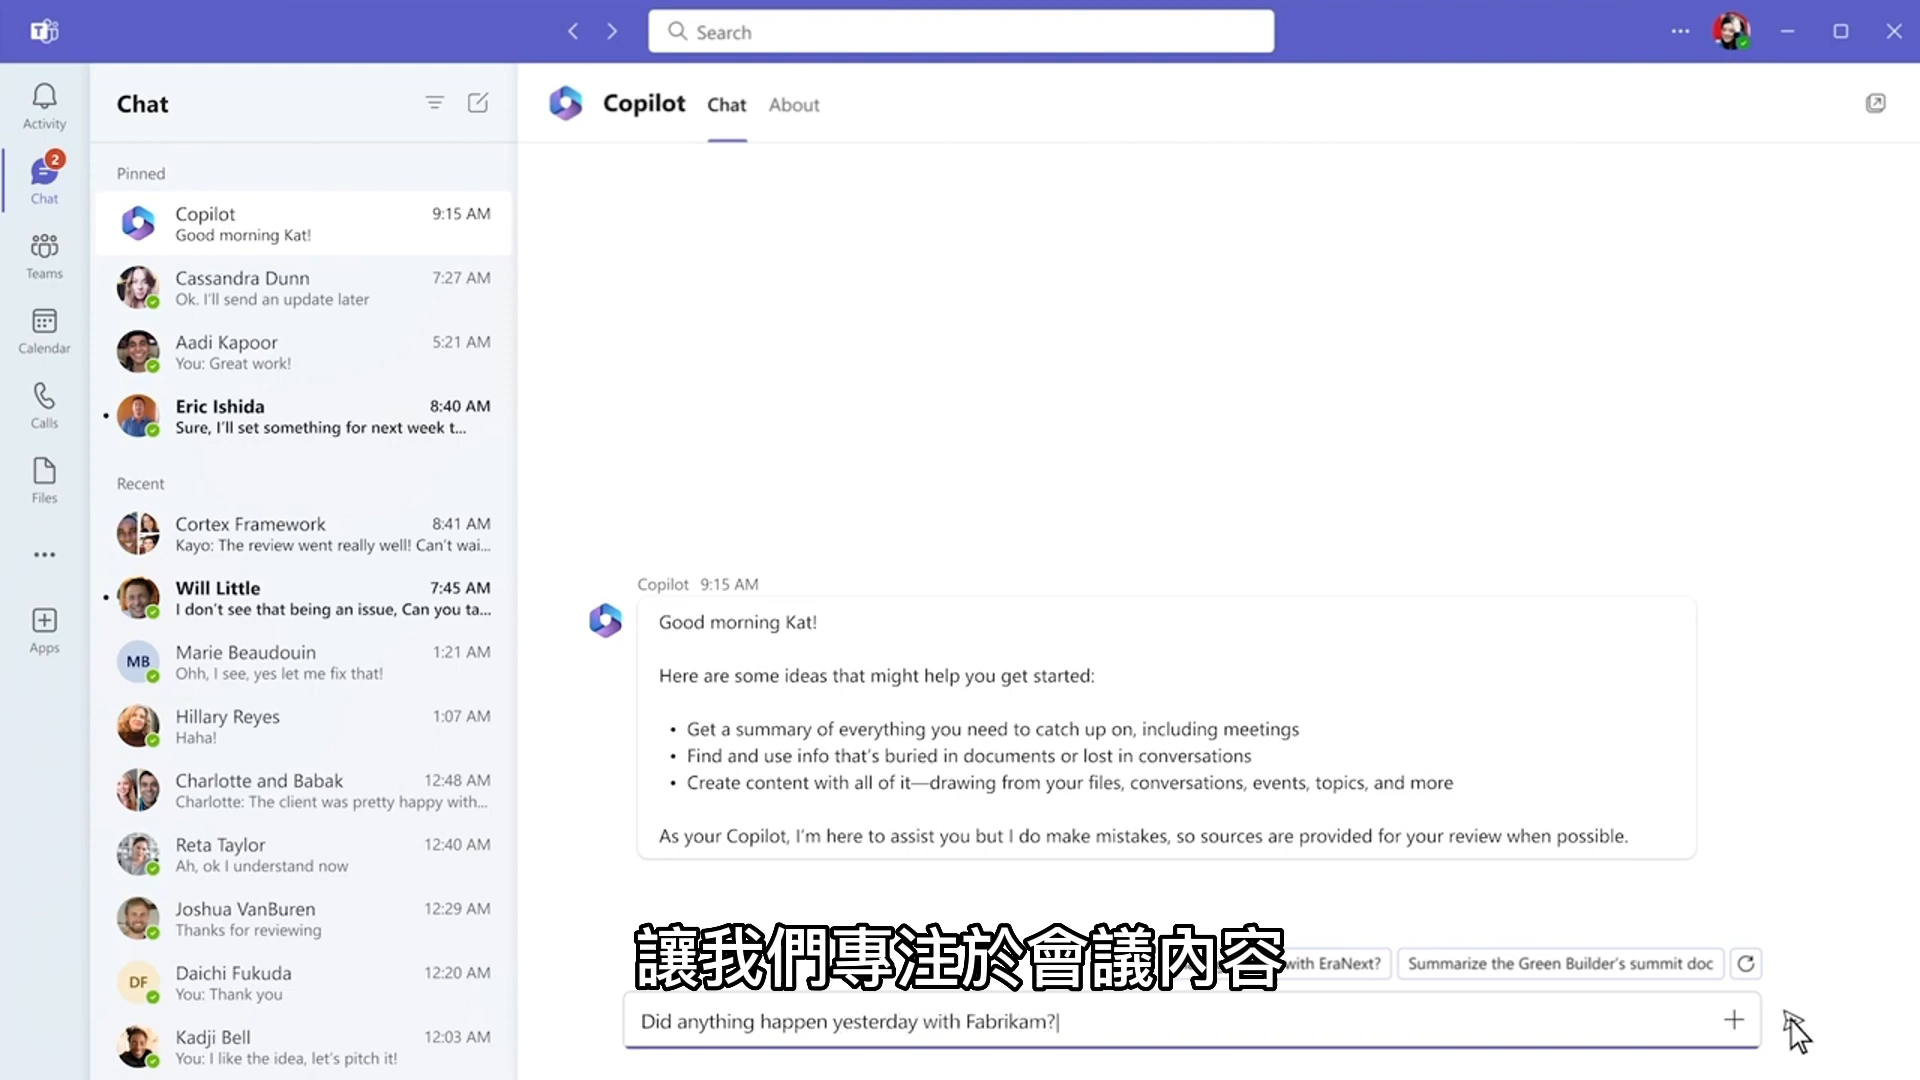 Search
Activity
2
Chat
Teams
Calendar
Calls
Files
Apps
Chat
Pinned
Copilot 9:15 AM
Good morning Kat!
Cassandra Dunn 7:27 AM
Ok. I'll send an update later
Aadi Kapoor 5:21 AM
You: Great work!
Eric Ishida 8:40 AM
Sure, I'll set something for next week t...
Recent
Cortex Framework 8:41 AM
Kayo: The review went really well! Can't wai...
Will Little 7:45 AM
I don't see that being an issue, Can you ta...
MB
Marie Beaudouin 1:21 AM
Ohh, I see, yes let me fix that!
Hillary Reyes 1:07 AM
Haha!
Charlotte and Babak 12:48 AM
Charlotte: The client was pretty happy with...
Reta Taylor 12:40 AM
Ah, ok I understand now
Joshua VanBuren 12:29 AM
Thanks for reviewing
DF
Daichi Fukuda 12:20 AM
You: Thank you
Kadji Bell 12:03 AM
You: I like the idea, let's pitch it!
Copilot Chat About
Copilot 9:15 AM
Good morning Kat!
Here are some ideas that might help you get started:
• Get a summary of everything you need to catch up on, including meetings
• Find and use info that's buried in documents or lost in conversations
• Create content with all of it—drawing from your files, conversations, events, topics, and more
As your Copilot, I'm here to assist you but I do make mistakes, so sources are provided for your review when possible.
讓我們專注於會議內容
with EraNext? Summarize the Green Builder's summit doc
Did anything happen yesterday with Fabrikam?